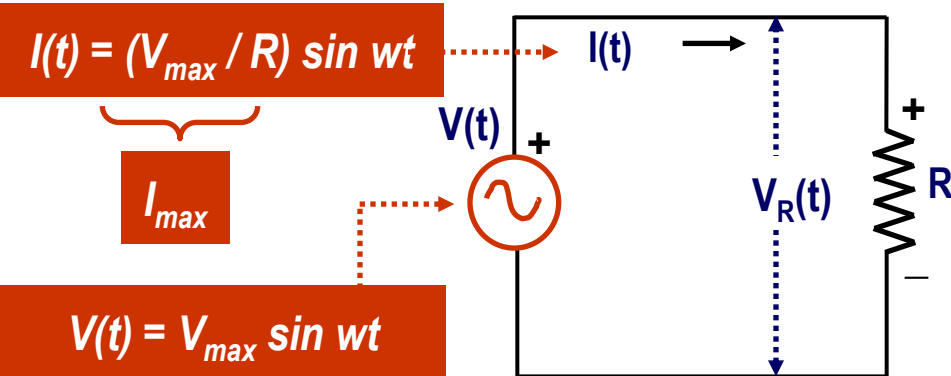 I(t) = (Vmax / R) sin wt
I(t)
V(t)
+
+
Imax
VR(t)
R
–
V(t) = Vmax sin wt